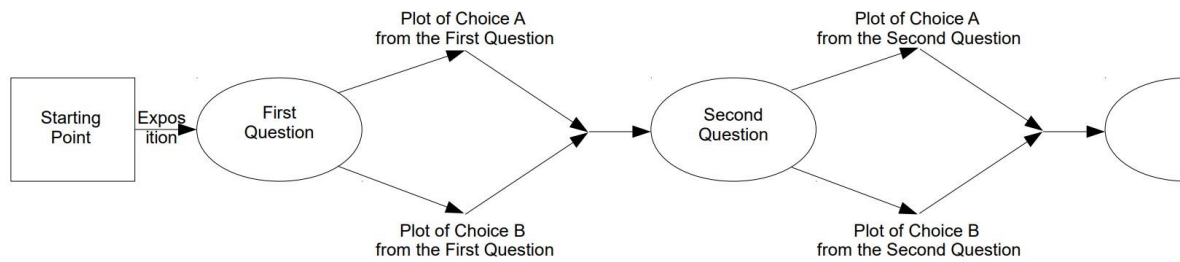 Starting
Point
Expos
ition
First
Question
Plot of Choice A
from the First Question
Plot of Choice B
from the First Question
Second
Question
Plot of Choice A
from the Second Question
Plot of Choice B
from the Second Question